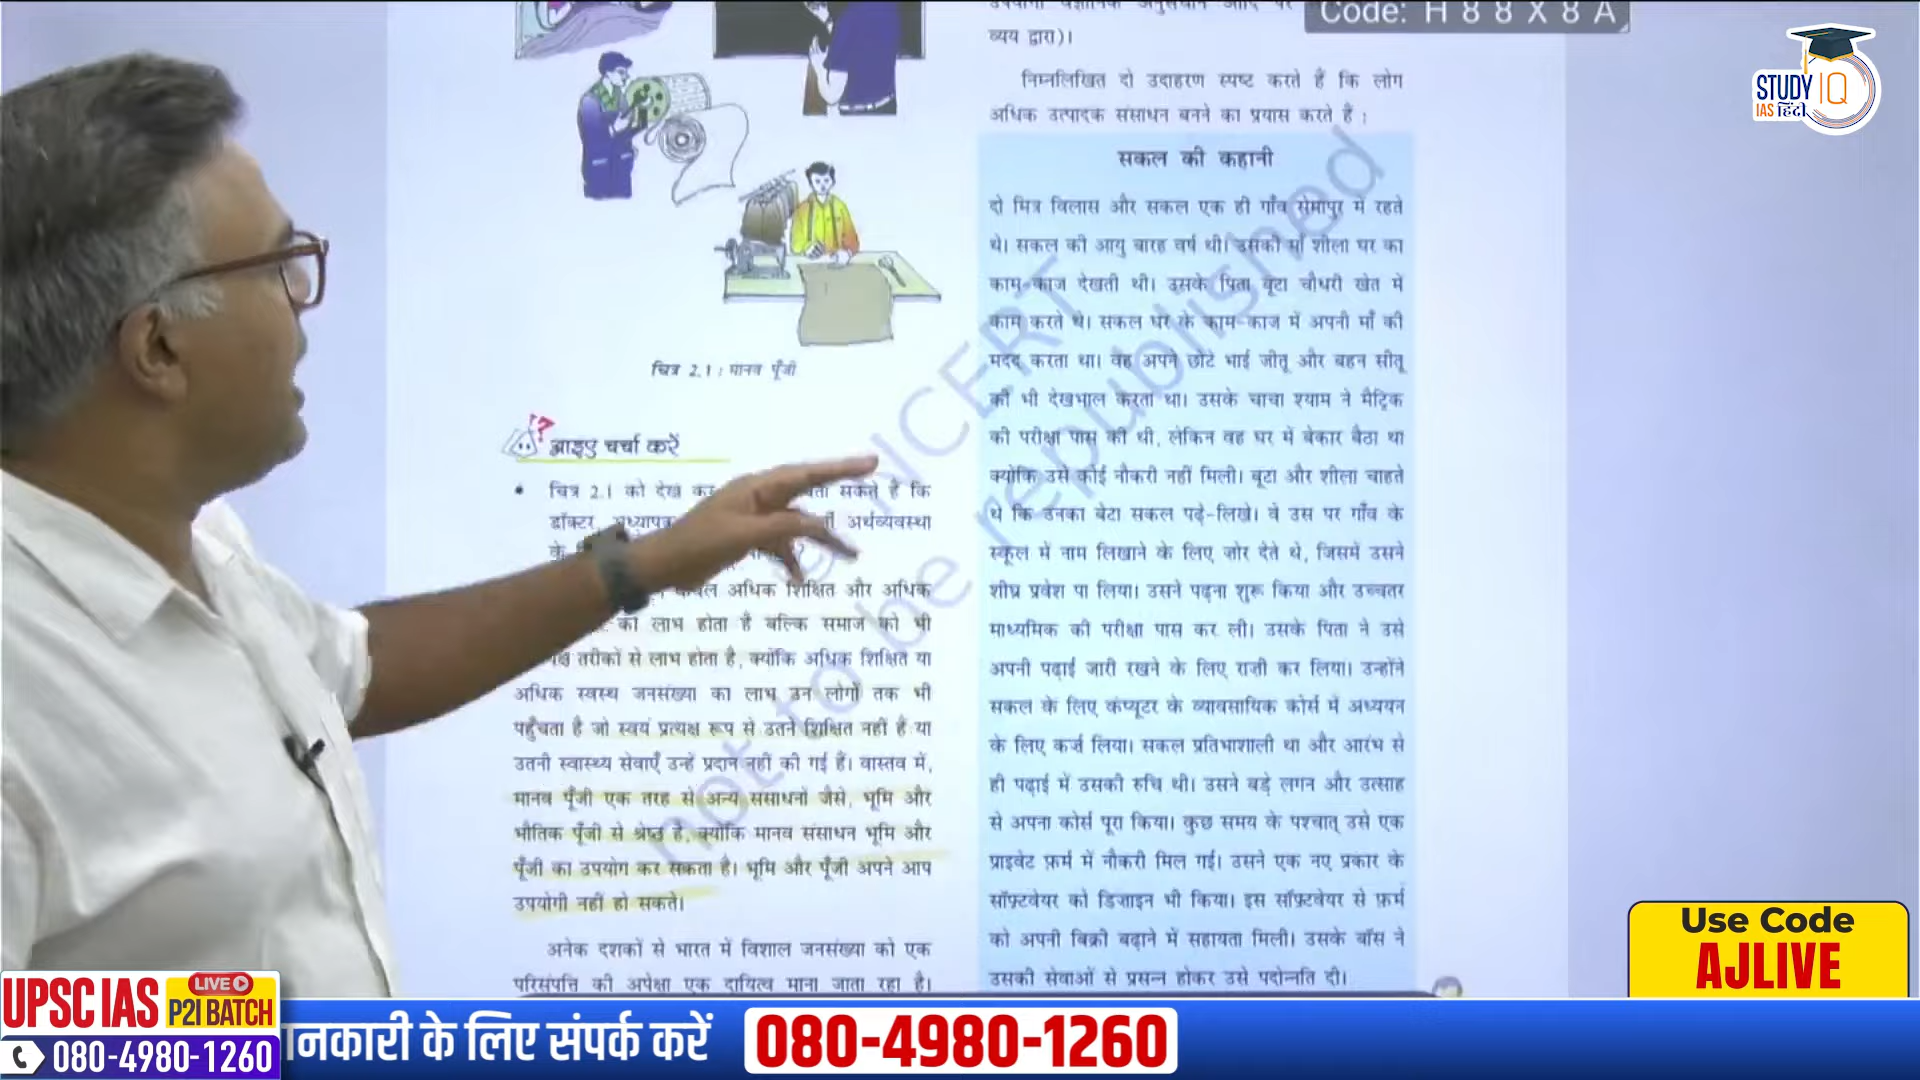 व्यय द्वारा)।
Code: H88X8A
STUDY IQ
IAS हिंदी
निम्नलिखित दो उदाहरण स्पष्ट करते हैं कि लोग
अधिक उत्पादक संसाधन बनने का प्रयास करते हैं :
चित्र 2.1 : मानव पूँजी
आइए चर्चा करें
• चित्र 2.1 को देख कर सकते हैं कि
डॉक्टर, अर्थव्यवस्था
के
अधिक शिक्षित और अधिक
को लाभ होता है बल्कि समाज को भी
तरीकों से लाभ होता है, क्योंकि अधिक शिक्षित या
अधिक स्वस्थ जनसंख्या का लाभ उन लोगों तक भी
पहुँचता है जो स्वयं प्रत्यक्ष रूप से उतने शिक्षित नहीं हैं या
उतनी स्वास्थ्य सेवाएँ उन्हें प्रदान नहीं की गई हैं। वास्तव में,
मानव पूँजी एक तरह से अन्य संसाधनों जैसे, भूमि और
भौतिक पूँजी से श्रेष्ठ है, क्योंकि मानव संसाधन भूमि और
पूँजी का उपयोग कर सकता है। भूमि और पूँजी अपने आप
उपयोगी नहीं हो सकते।
अनेक दशकों से भारत में विशाल जनसंख्या को एक
परिसंपत्ति की अपेक्षा एक दायित्व माना जाता रहा है।
सकल की कहानी
दो मित्र विलास और सकल एक ही गाँव सेमापुर में रहते
थे। सकल की आयु बारह वर्ष थी। उसकी माँ शीला घर का
काम-काज देखती थी। उसके पिता बूटा चौधरी खेत में
काम करते थे। सकल घर के काम-काज में अपनी माँ की
मदद करता था। वह अपने छोटे भाई जीतू और बहन सीतू
की भी देखभाल करता था। उसके चाचा श्याम ने मैट्रिक
की परीक्षा पास की थी, लेकिन वह घर में बेकार बैठा था
क्योंकि उसे कोई नौकरी नहीं मिली। बूटा और शीला चाहते
थे कि उनका बेटा सकल पढ़े-लिखे। वे उस पर गाँव के
स्कूल में नाम लिखाने के लिए ज़ोर देते थे, जिसमें उसने
शीघ्र प्रवेश पा लिया। उसने पढ़ना शुरू किया और उच्चतर
माध्यमिक की परीक्षा पास कर ली। उसके पिता ने उसे
अपनी पढ़ाई जारी रखने के लिए राज़ी कर लिया। उन्होंने
सकल के लिए कंप्यूटर के व्यावसायिक कोर्स में अध्ययन
के लिए कर्ज लिया। सकल प्रतिभाशाली था और आरंभ से
ही पढ़ाई में उसकी रुचि थी। उसने बड़े लगन और उत्साह
से अपना कोर्स पूरा किया। कुछ समय के पश्चात् उसे एक
प्राइवेट फ़र्म में नौकरी मिल गई। उसने एक नए प्रकार के
सॉफ़्टवेयर को डिजाइन भी किया। इस सॉफ़्टवेयर से फ़र्म
को अपनी बिक्री बढ़ाने में सहायता मिली। उसके बॉस ने
उसकी सेवाओं से प्रसन्न होकर उसे पदोन्नति दी।
NCERT
not to be republished
Use Code
AJLIVE
LIVE
UPSC IAS P2I BATCH
080-4980-1260
नकारी के लिए संपर्क करें 080-4980-1260